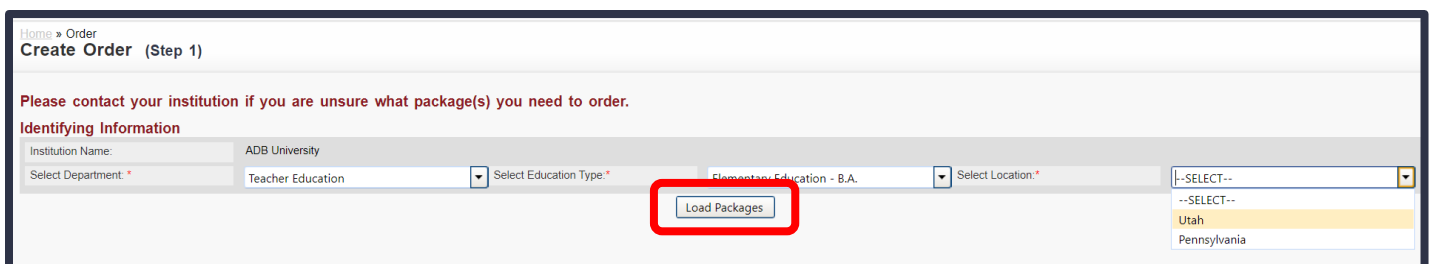 Home » Order
Create Order (Step 1)
Please contact your institution if you are unsure what package(s) you need to order.
Identifying Information
Institution Name: ADB University
Select Department: * Teacher Education Select Education Type:* Elementary Education - B.A. Select Location:* --SELECT--
Load Packages
--SELECT--
Utah
Pennsylvania